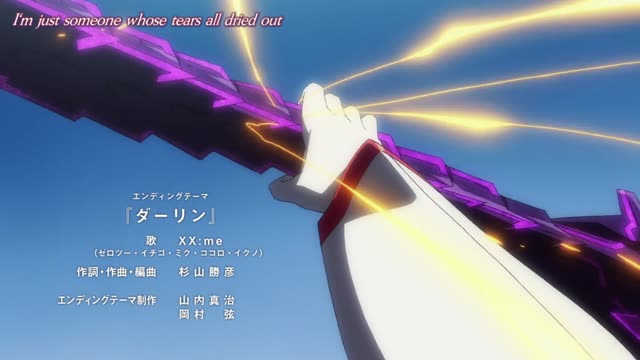 I'm just someone whose tears all dried out
エンディングテーマ
『ダーリン』
歌 XX:me
(ゼロツー・イチゴ・ミク・ココロ・イクノ)
作詞・作曲・編曲 杉山勝彦
エンディングテーマ制作 山内真治
岡村 弦